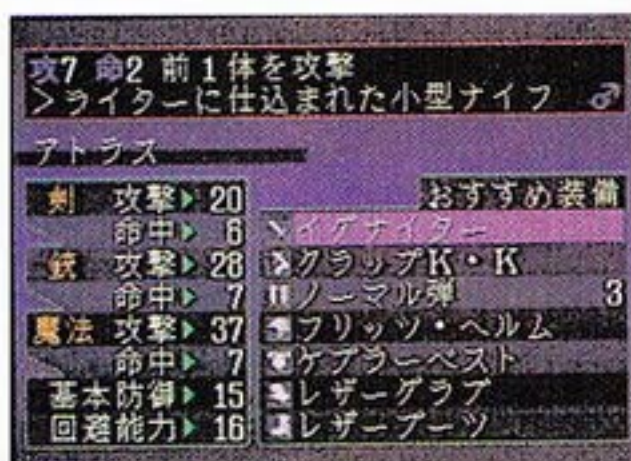 攻7 命2 前1体を攻撃
>ライターに仕込まれた小型ナイフ ♂
アトラス
剣 攻撃▶ 20
命中▶ 6
銃 攻撃▶ 28
命中▶ 7
魔法 攻撃▶ 37
命中▶ 7
基本防御▶ 15
回避能力▶ 16
おすすめ装備
イグナイター
クラップK・K
ノーマル弾 3
フリッツ・ヘルム
ケブラーベスト
レザーグラブ
レザーブーツ